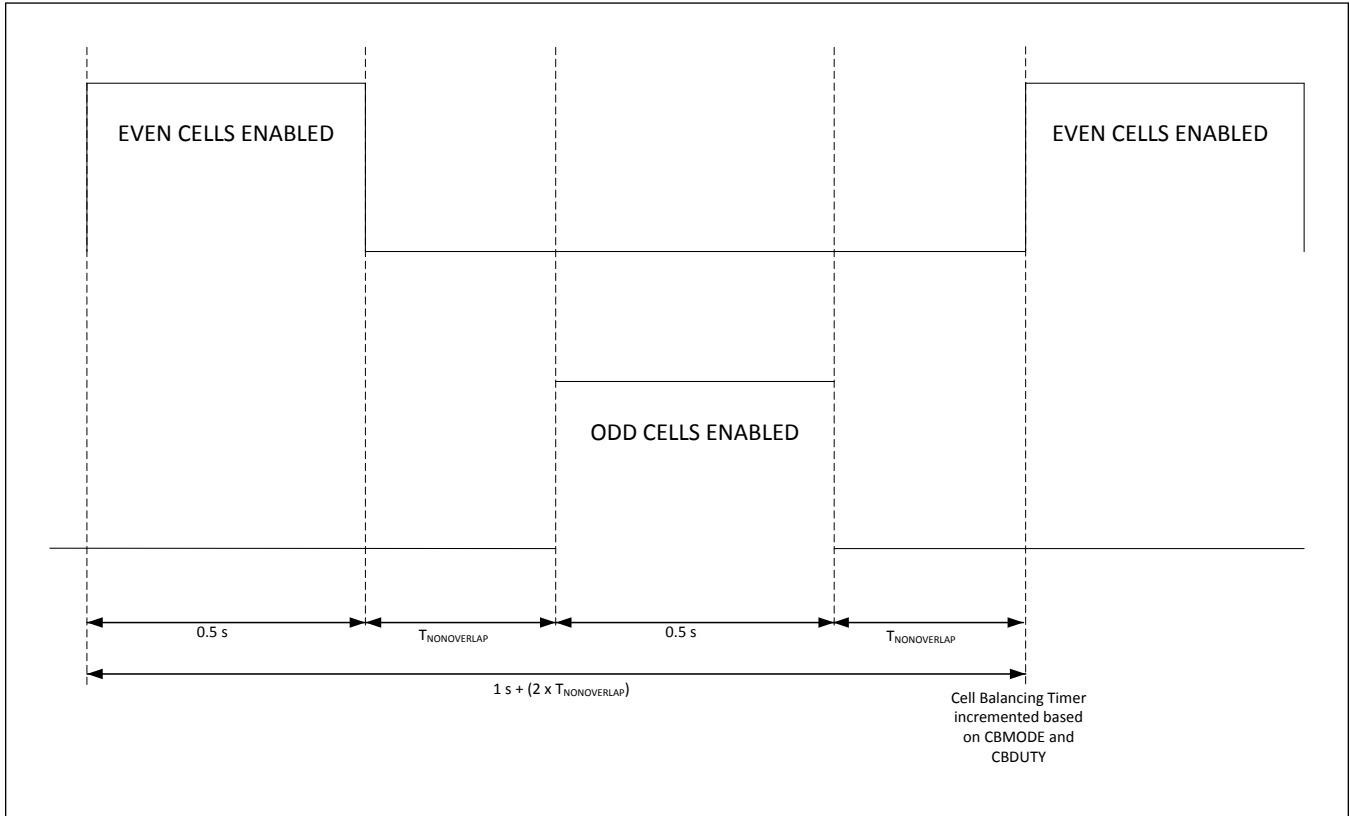 EVEN CELLS ENABLED
EVEN CELLS ENABLED
ODD CELLS ENABLED
0.5 s
TNONOVERLAP
0.5 s
TNONOVERLAP
1 s + (2 x TNONOVERLAP)
Cell Balancing Timer
incremented based
on CBMODE and
CBDUTY